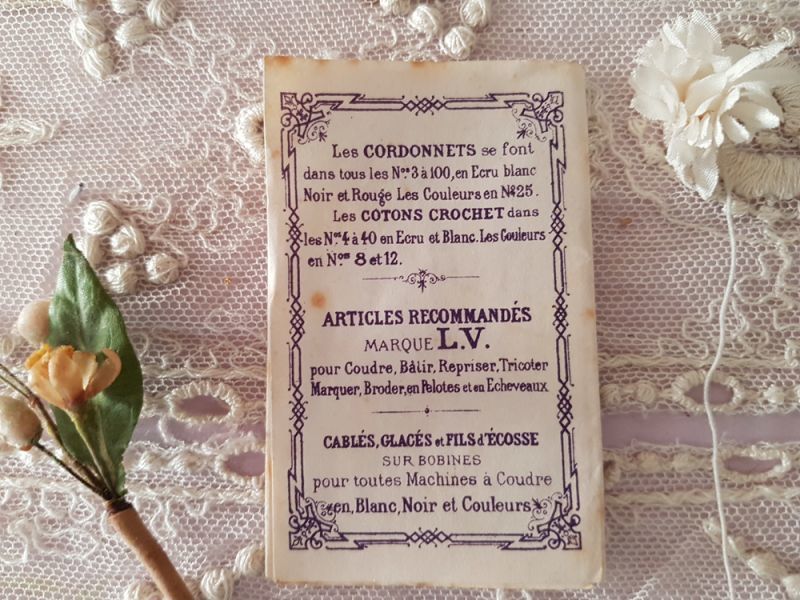 Les CORDONNETS se font
dans tous les Nos 3 à 100, en Ecru blanc
Noir et Rouge Les Couleurs en No 25.
Les COTONS CROCHET dans
les Nos 4 à 40 en Ecru et Blanc. Les Couleurs
en Nos 8 et 12.
ARTICLES RECOMMANDÉS
MARQUE L.V.
pour Coudre, Bâtir, Repriser, Tricoter
Marquer, Broder, en Pelotes et en Echeveaux
CABLÉS, GLACÉS et FILS d'ÉCOSSE
SUR BOBINES
pour toutes Machines à Coudre
en, Blanc, Noir et Couleurs